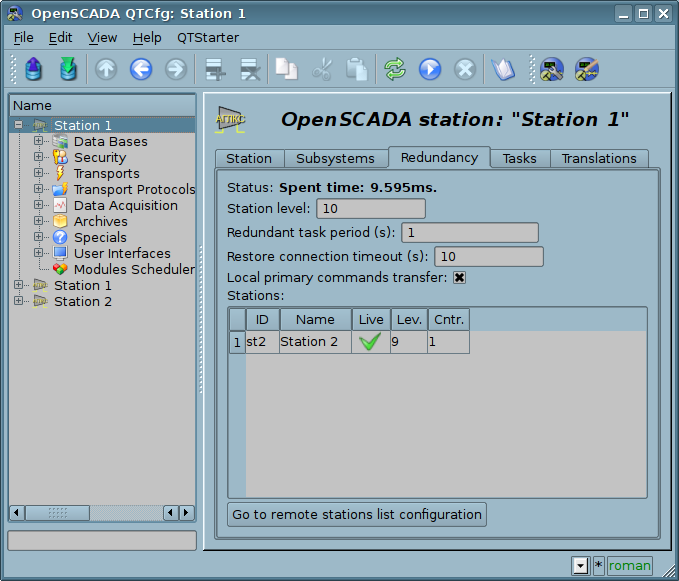 OpenSCADA QTCfg: Station 1
File Edit View Help QTStarter
Name
Station 1
Data Bases
Security
Transports
Transport Protocols
Data Acquisition
Archives
Specials
User Interfaces
Modules Scheduler
Station 1
Station 2
OpenSCADA station: "Station 1"
Station Subsystems Redundancy Tasks Translations
Status: Spent time: 9.595ms.
Station level: 10
Redundant task period (s): 1
Restore connection timeout (s): 10
Local primary commands transfer:
Stations:
ID Name Live Lev. Cntr.
1 st2 Station 2 9 1
Go to remote stations list configuration
* roman